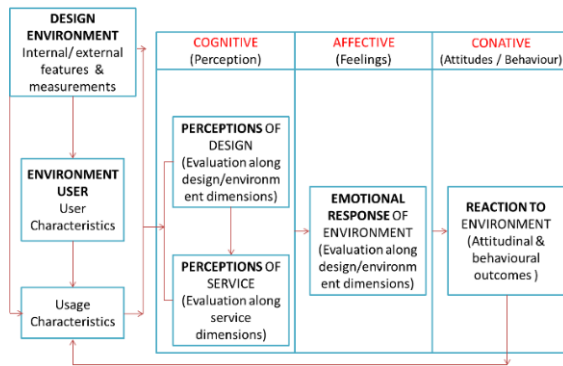 DESIGN
ENVIRONMENT
Internal/ external
features &
measurements
COGNITIVE
(Perception)
AFFECTIVE
(Feelings)
CONATIVE
(Attitudes / Behaviour)
PERCEPTIONS OF
DESIGN
(Evaluation along
design/environm
ent dimensions)
ENVIRONMENT
USER
User
Characteristics
EMOTIONAL
RESPONSE OF
ENVIRONMENT
(Evaluation along
design/environm
ent dimensions)
REACTION TO
ENVIRONMENT
(Attitudinal &
behavioural
outcomes )
PERCEPTIONS OF
SERVICE
(Evaluation along
service
dimensions)
Usage
Characteristics